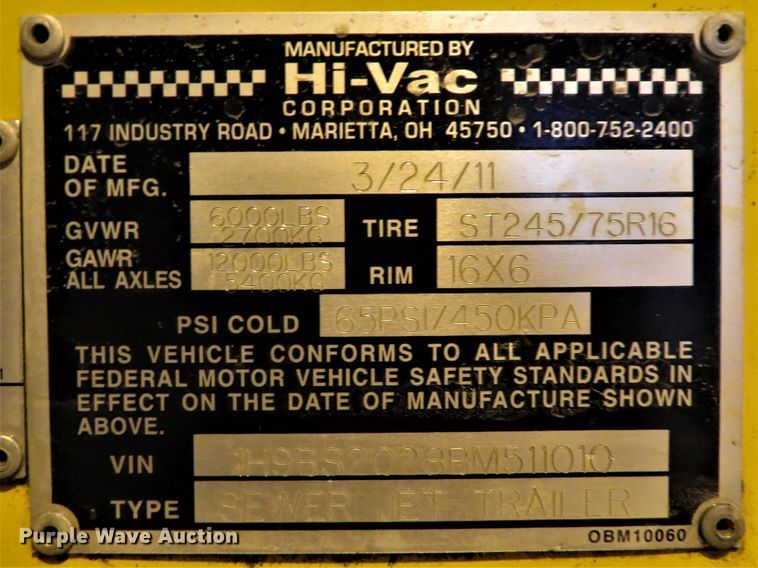 MANUFACTURED BY
Hi-Vac
CORPORATION
117 INDUSTRY ROAD • MARIETTA, OH 45750 • 1-800-752-2400
DATE OF MFG. 3/24/11
GVWR 6000LBS 2700KG TIRE ST245/75R16
GAWR ALL AXLES 12000LBS 5400KG RIM 16X6
PSI COLD 65PSI/450KPA
THIS VEHICLE CONFORMS TO ALL APPLICABLE
FEDERAL MOTOR VEHICLE SAFETY STANDARDS IN
EFFECT ON THE DATE OF MANUFACTURE SHOWN
ABOVE.
VIN 1H9BS2028BM511010
TYPE SEWER JET TRAILER
Purple Wave Auction
OBM10060